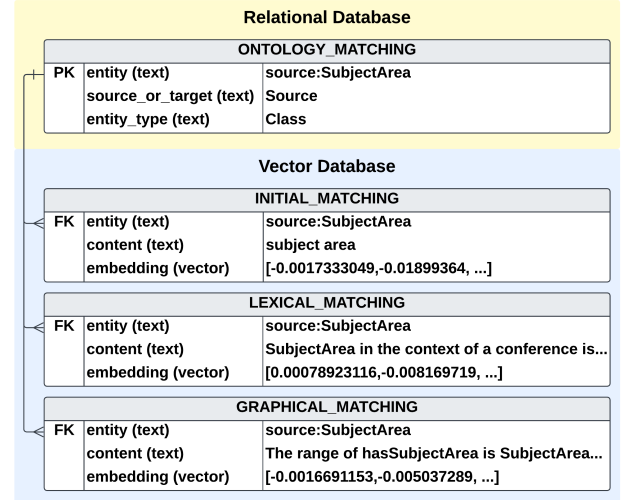 Relational Database
ONTOLOGY_MATCHING
PK entity (text) source:SubjectArea
source_or_target (text) Source
entity_type (text) Class
Vector Database
INITIAL_MATCHING
FK entity (text) source:SubjectArea
content (text) subject area
embedding (vector) [-0.0017333049,-0.01899364, ...]
LEXICAL_MATCHING
FK entity (text) source:SubjectArea
content (text) SubjectArea in the context of a conference is...
embedding (vector) [0.00078923116,-0.008169719, ...]
GRAPHICAL_MATCHING
FK entity (text) source:SubjectArea
content (text) The range of hasSubjectArea is SubjectArea...
embedding (vector) [-0.0016691153,-0.005037289, ...]